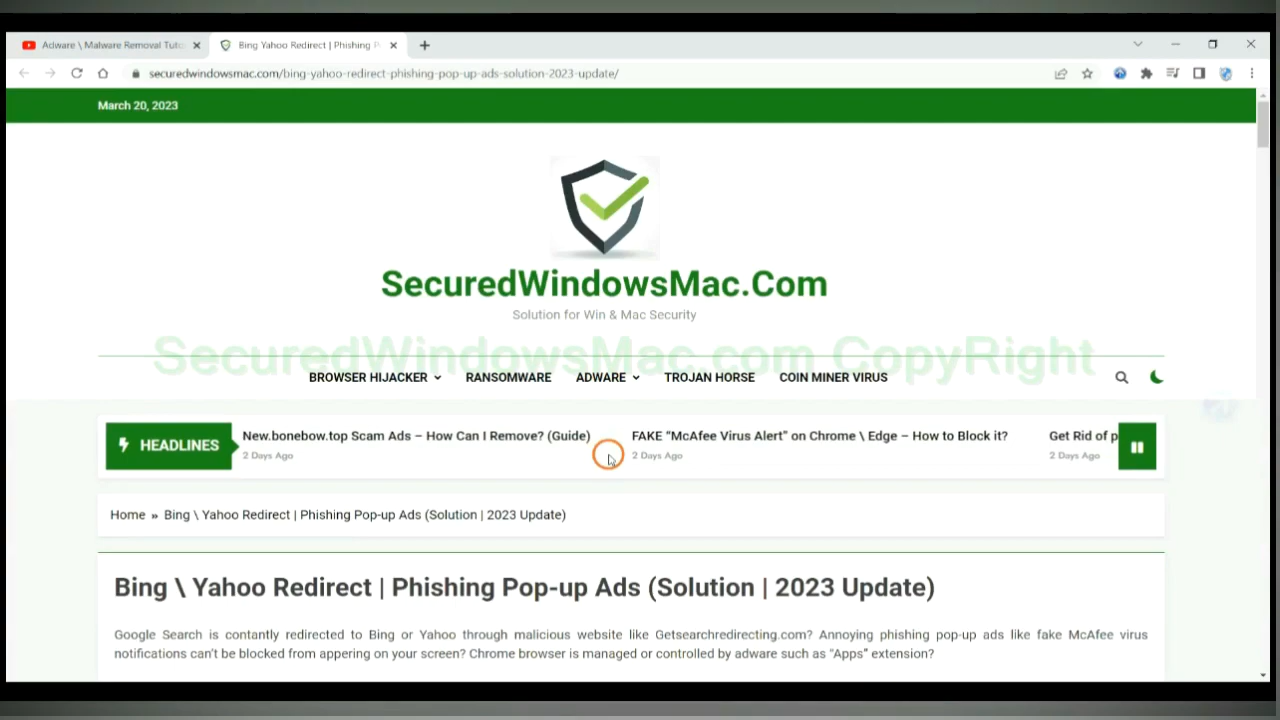 Adware \ Malware Removal Tuto
Bing Yahoo Redirect | Phishing P
securedwindowsmac.com/bing-yahoo-redirect-phishing-pop-up-ads-solution-2023-update/
March 20, 2023
SecuredWindowsMac.Com
Solution for Win & Mac Security
SecuredWindowsMac.com CopyRight
BROWSER HIJACKER RANSOMWARE ADWARE TROJAN HORSE COIN MINER VIRUS
HEADLINES
New.bonebow.top Scam Ads – How Can I Remove? (Guide)
2 Days Ago
FAKE “McAfee Virus Alert” on Chrome \ Edge – How to Block it?
2 Days Ago
Get Rid of p
2 Days Ago
Home » Bing \ Yahoo Redirect | Phishing Pop-up Ads (Solution | 2023 Update)
Bing \ Yahoo Redirect | Phishing Pop-up Ads (Solution | 2023 Update)
Google Search is contantly redirected to Bing or Yahoo through malicious website like Getsearchredirecting.com? Annoying phishing pop-up ads like fake McAfee virus
notifications can’t be blocked from appering on your screen? Chrome browser is managed or controlled by adware such as “Apps” extension?